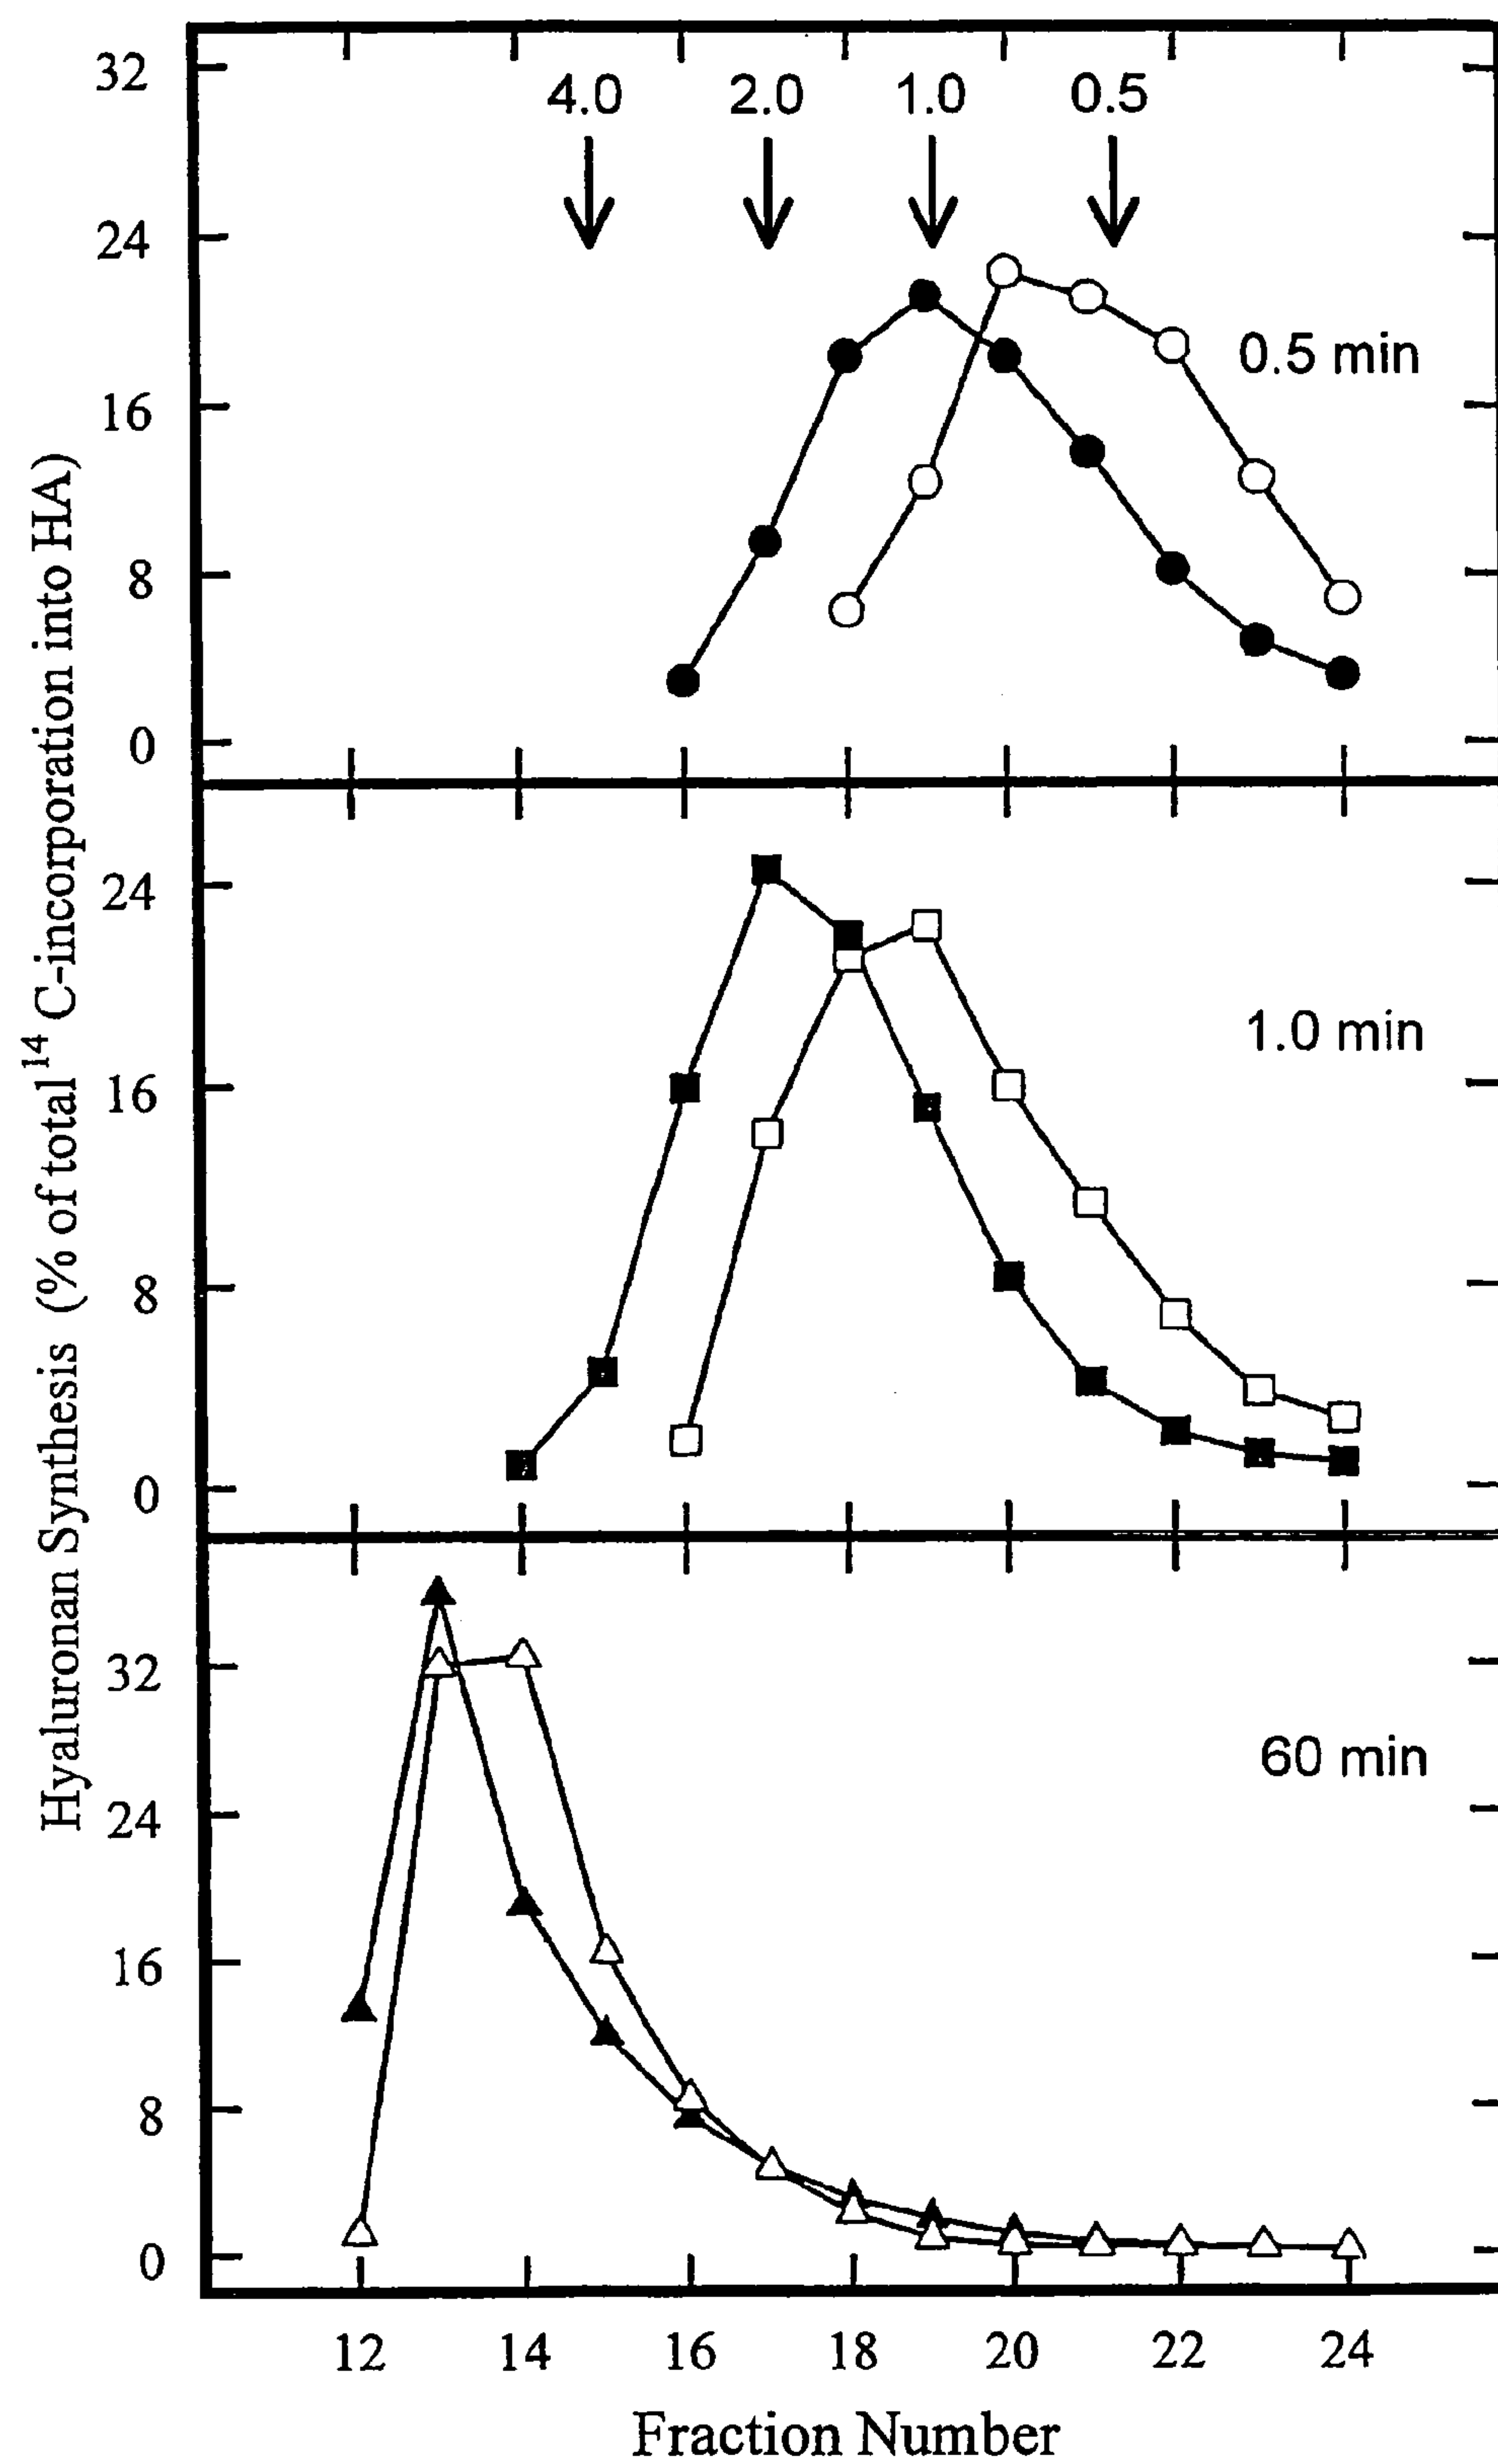 Hyaluronan Synthesis (% of total ¹⁴ C-incorporation into HA)
32
24
16
8
0
4.0 2.0 1.0 0.5
0.5 min
24
16
8
0
1.0 min
32
24
16
8
0
60 min
12 14 16 18 20 22 24
Fraction Number